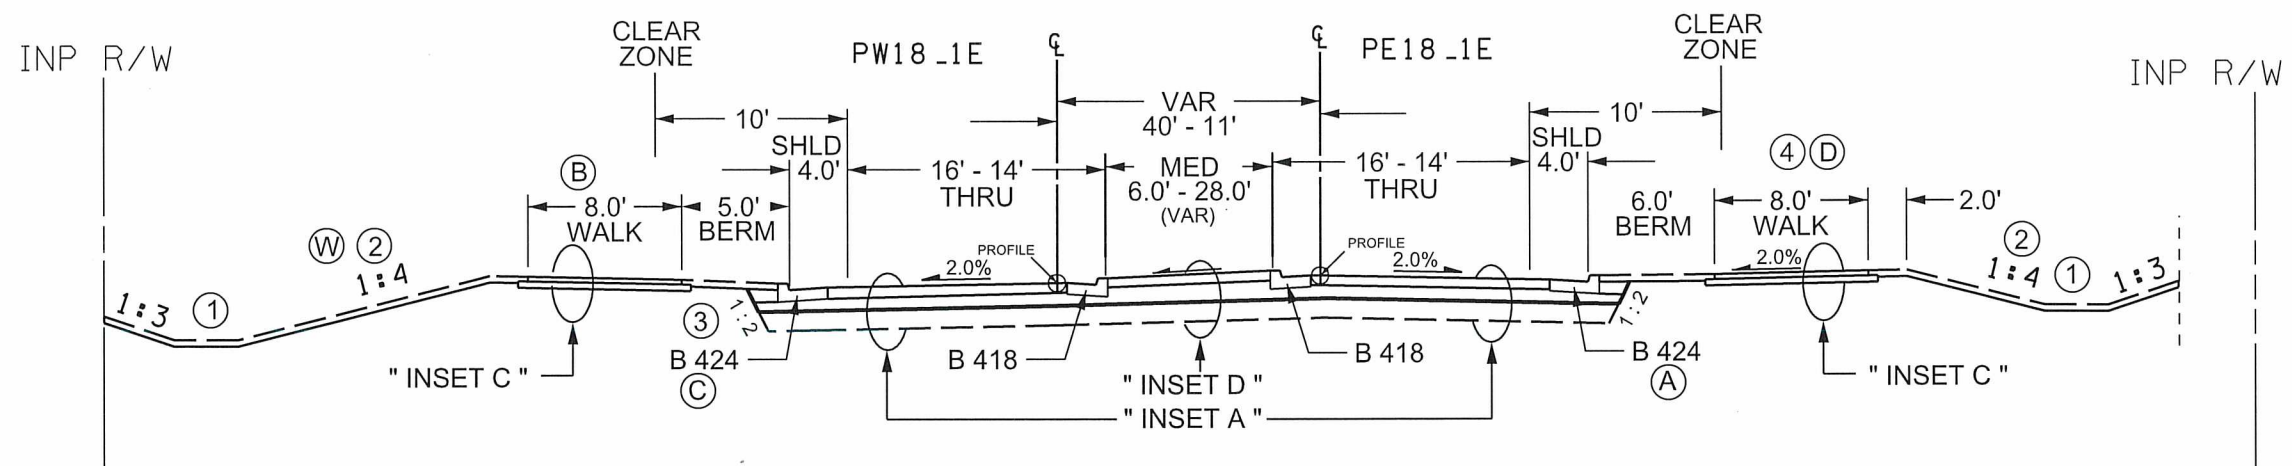 INP R/W
CLEAR
ZONE
PW18_1E
℄
℄
PE18_1E
CLEAR
ZONE
INP R/W
10'
VAR
40' - 11'
10'
SHLD
4.0'
16' - 14'
THRU
MED
6.0' - 28.0'
(VAR)
16' - 14'
THRU
SHLD
4.0'
B
8.0'
WALK
5.0'
BERM
6.0'
BERM
4 D
8.0'
WALK
2.0'
W 2
1:4
1:3
1
PROFILE
2.0%
PROFILE
2.0%
2.0%
2
1:4
1
1:3
3
1:2
1:2
B 424
C
B 418
B 418
B 424
A
" INSET C "
" INSET D "
" INSET A "
" INSET C "